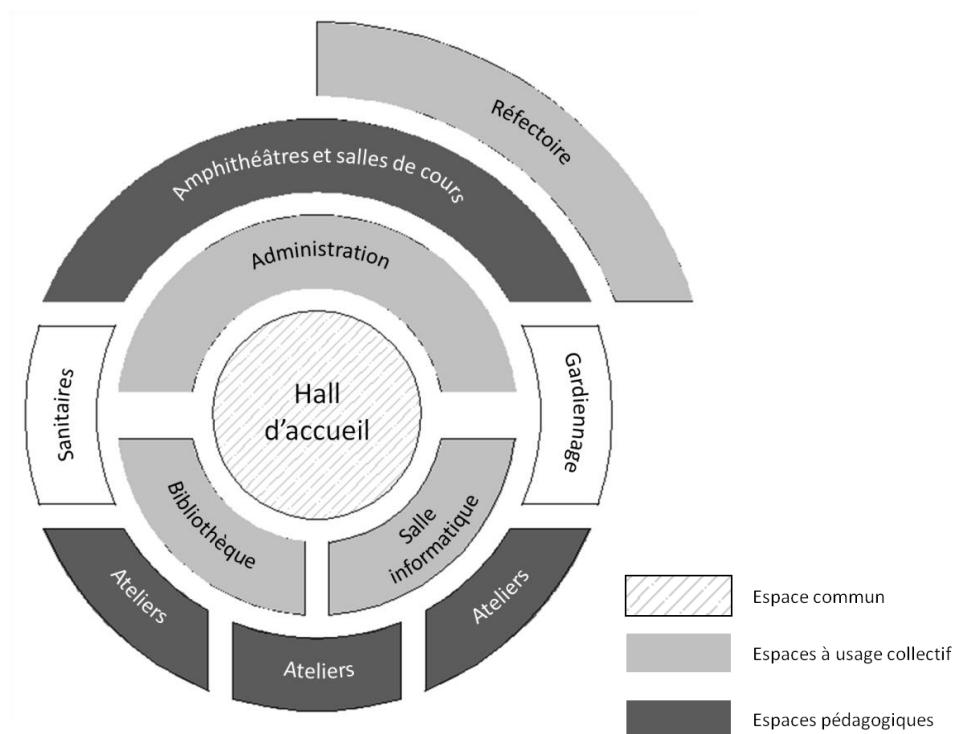 Réfectoire
Amphithéâtres et salles de cours
Administration
Hall
d’accueil
Sanitaires
Gardiennage
Bibliothèque
Salle
informatique
Ateliers
Ateliers
Ateliers
Espace commun
Espaces à usage collectif
Espaces pédagogiques